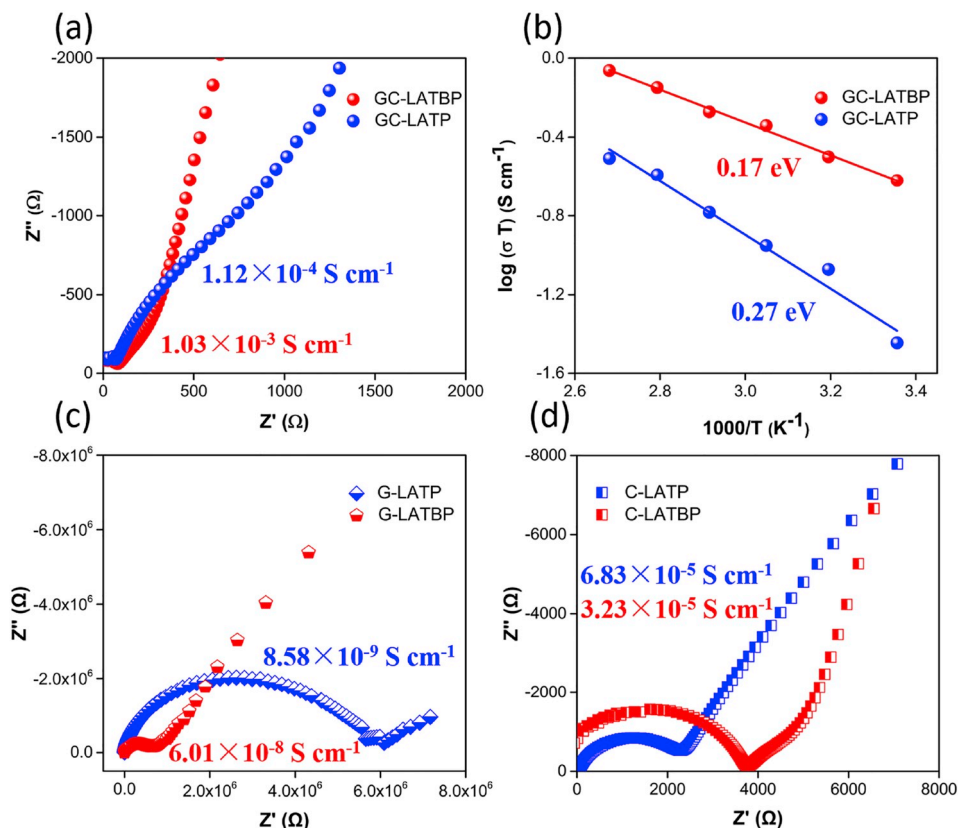 (a)
-2000
-1500
-1000
-500
0
0 500 1000 1500 2000
Z'' (Ω)
Z' (Ω)
GC-LATBP
GC-LATP
1.12×10⁻⁴ S cm⁻¹
1.03×10⁻³ S cm⁻¹
(b)
0.0
-0.4
-0.8
-1.2
-1.6
2.6 2.8 3.0 3.2 3.4
log (σ T) (S cm⁻¹)
1000/T (K⁻¹)
GC-LATBP
GC-LATP
0.17 eV
0.27 eV
(c)
-8.0x10⁶
-6.0x10⁶
-4.0x10⁶
-2.0x10⁶
0.0
0.0 2.0x10⁶ 4.0x10⁶ 6.0x10⁶ 8.0x10⁶
Z'' (Ω)
Z' (Ω)
G-LATP
G-LATBP
8.58×10⁻⁹ S cm⁻¹
6.01×10⁻⁸ S cm⁻¹
(d)
-8000
-6000
-4000
-2000
0
0 2000 4000 6000 8000
Z'' (Ω)
Z' (Ω)
C-LATP
C-LATBP
6.83×10⁻⁵ S cm⁻¹
3.23×10⁻⁵ S cm⁻¹